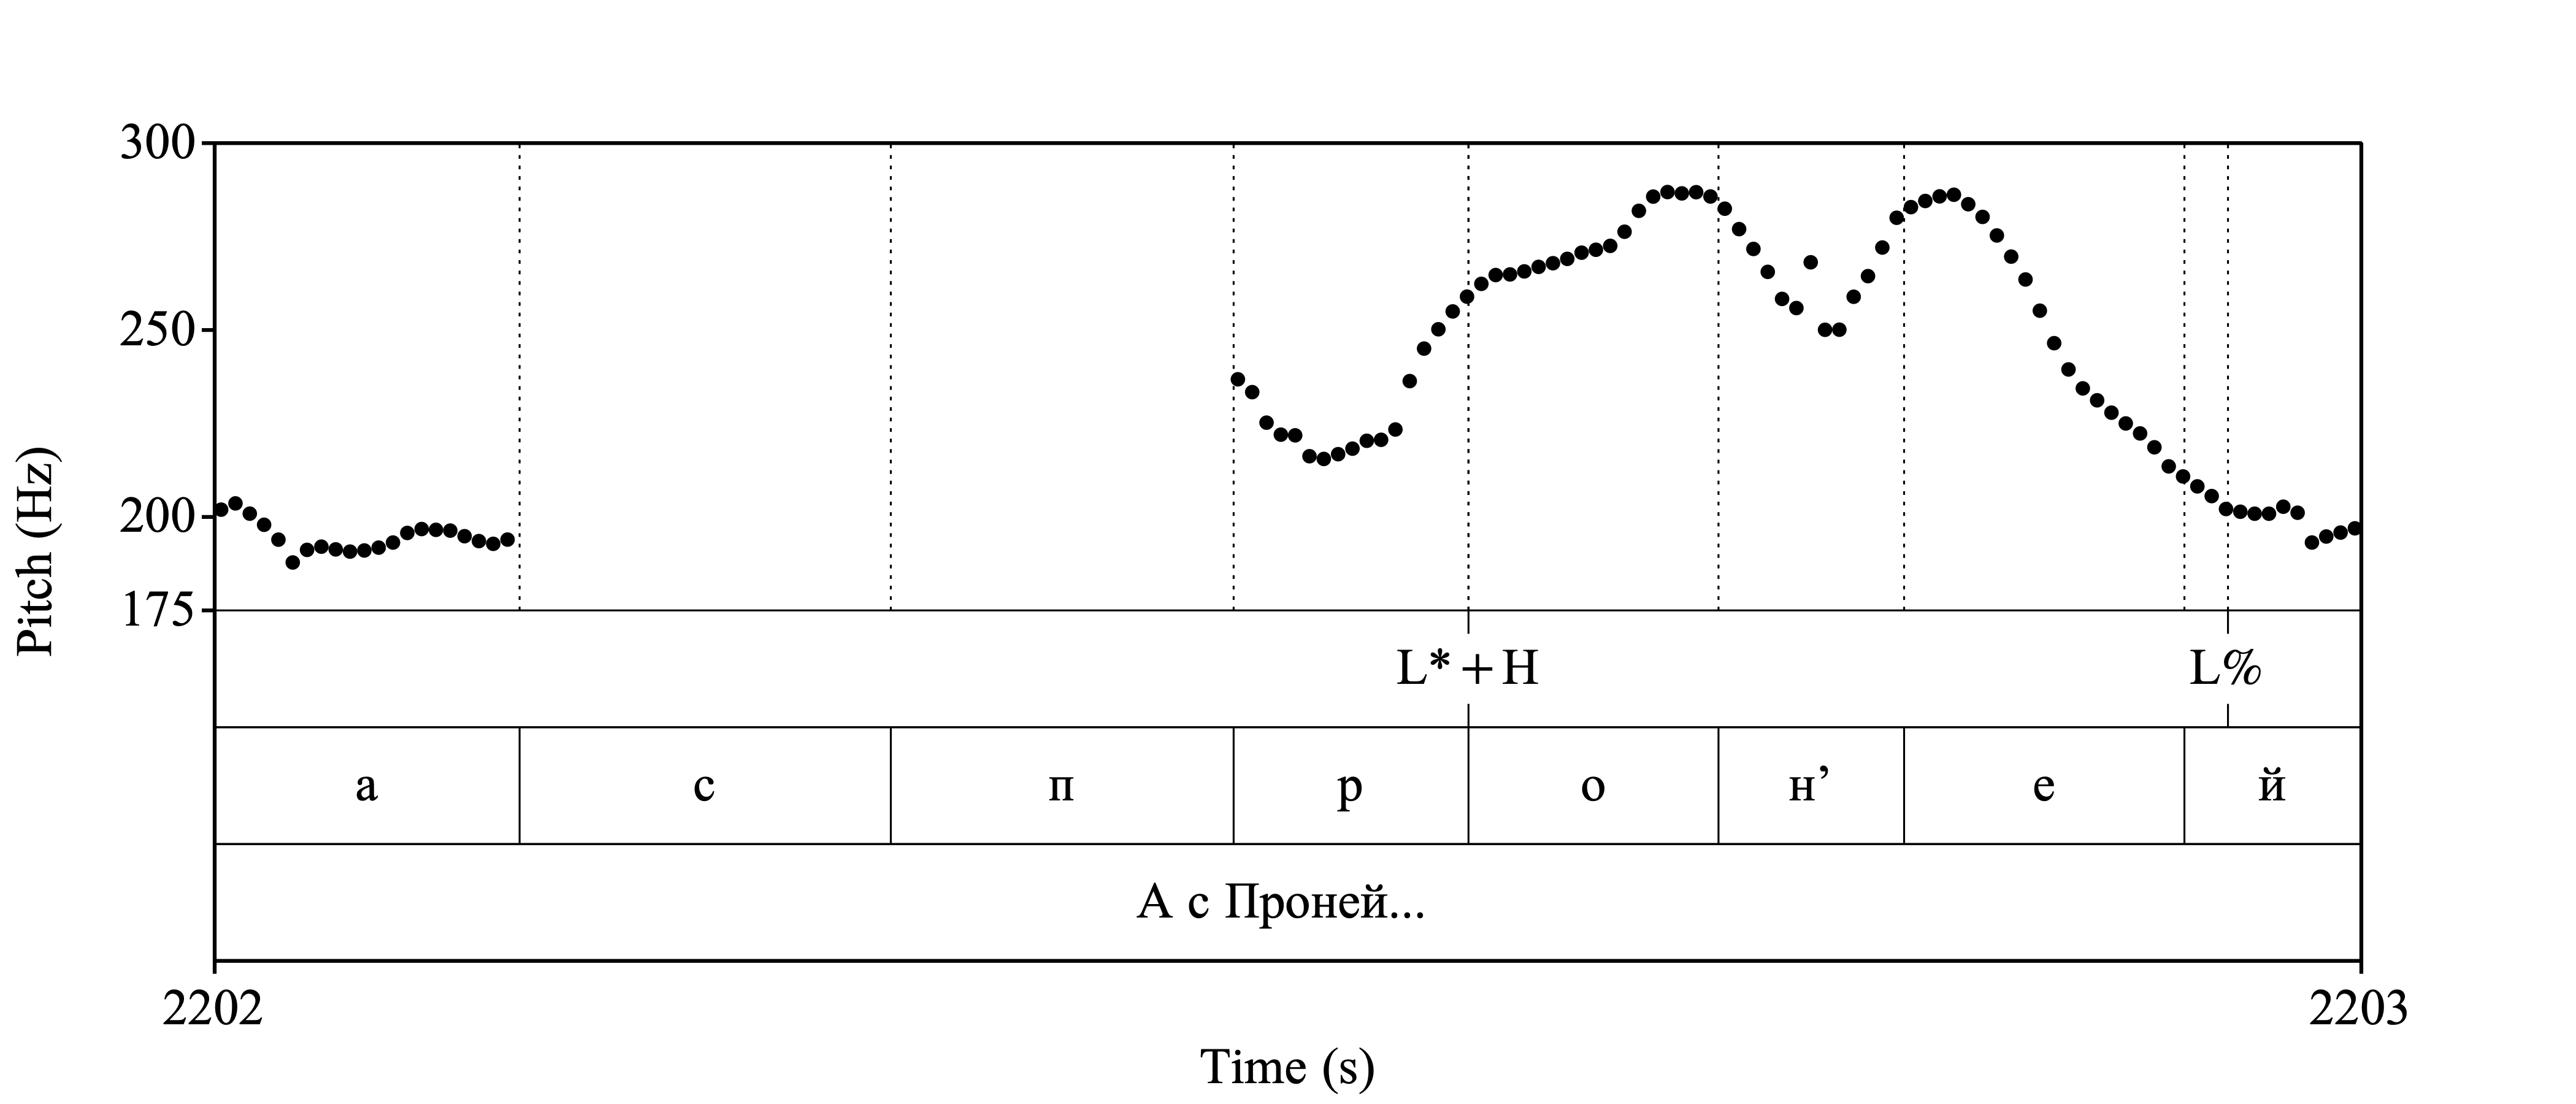 300
250
200
175
Pitch (Hz)
L*+H L%
а с п р о н’ е й
А с Проней...
2202 2203
Time (s)